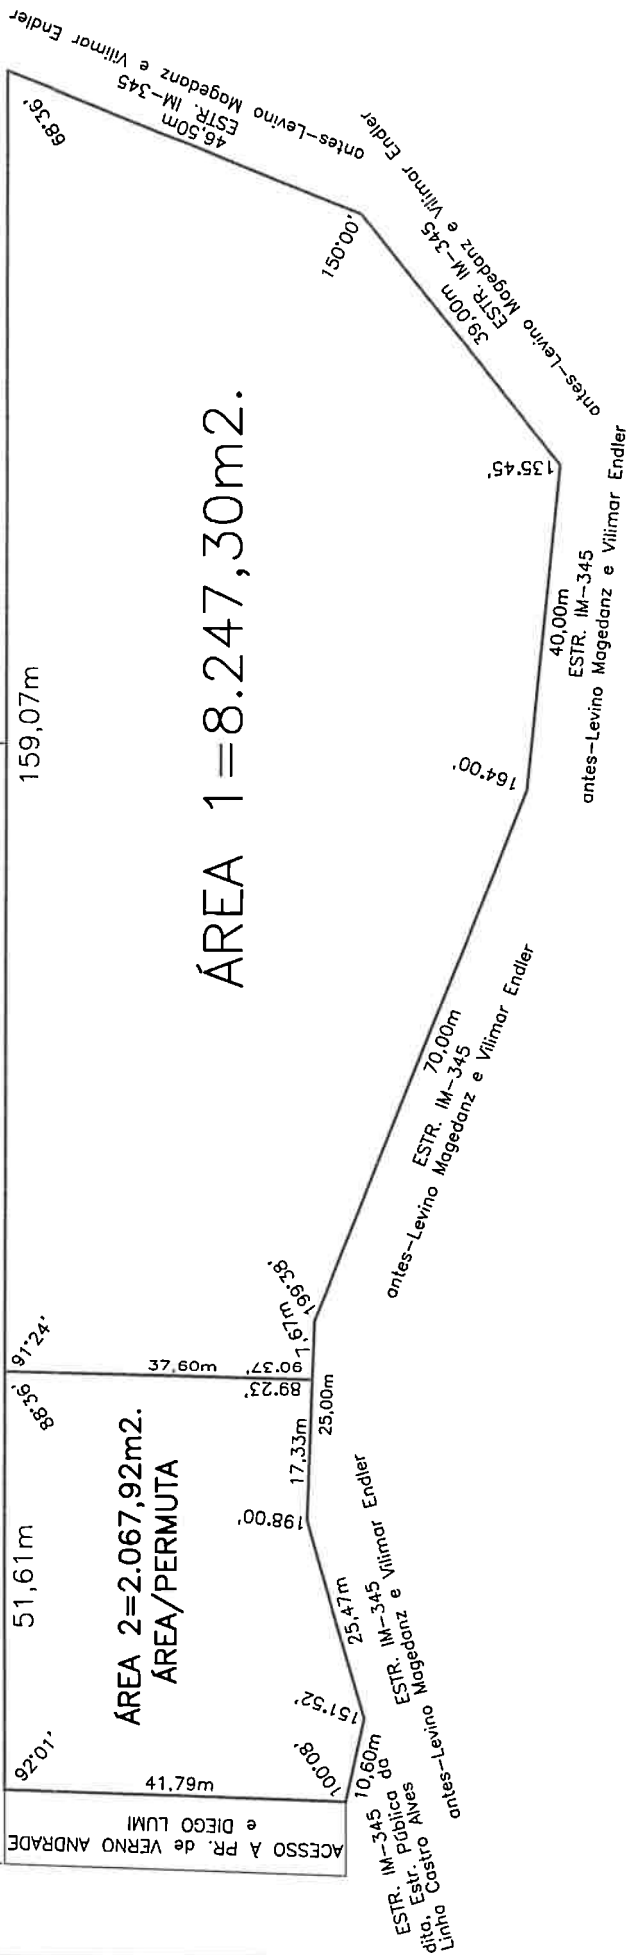 antes-Levino Magedanz e Vilimar Endler
ESTR. IM-345
46,50m
68°36'
150°00'
39,00m
ESTR. IM-345
antes-Levino Magedanz e Vilimar Endler
135°45'
40,00m
ESTR. IM-345
antes-Levino Magedanz e Vilimar Endler
164°00'
159,07m
ÁREA 1=8.247,30m2.
70,00m
ESTR. IM-345
antes-Levino Magedanz e Vilimar Endler
199°38'
1,67m
91°24'
37,60m
90°37'
88°36'
89°23'
25,00m
17,33m
198°00'
51,61m
ÁREA 2=2.067,92m2.
ÁREA/PERMUTA
25,47m
ESTR. IM-345
antes-Levino Magedanz e Vilimar Endler
151°52'
92°01'
41,79m
100°08'
10,60m
ESTR. IM-345
dita, Estr. Pública da
Linha Castro Alves
ACESSO À PR. de VERNO ANDRADE
e DIEGO LUMI